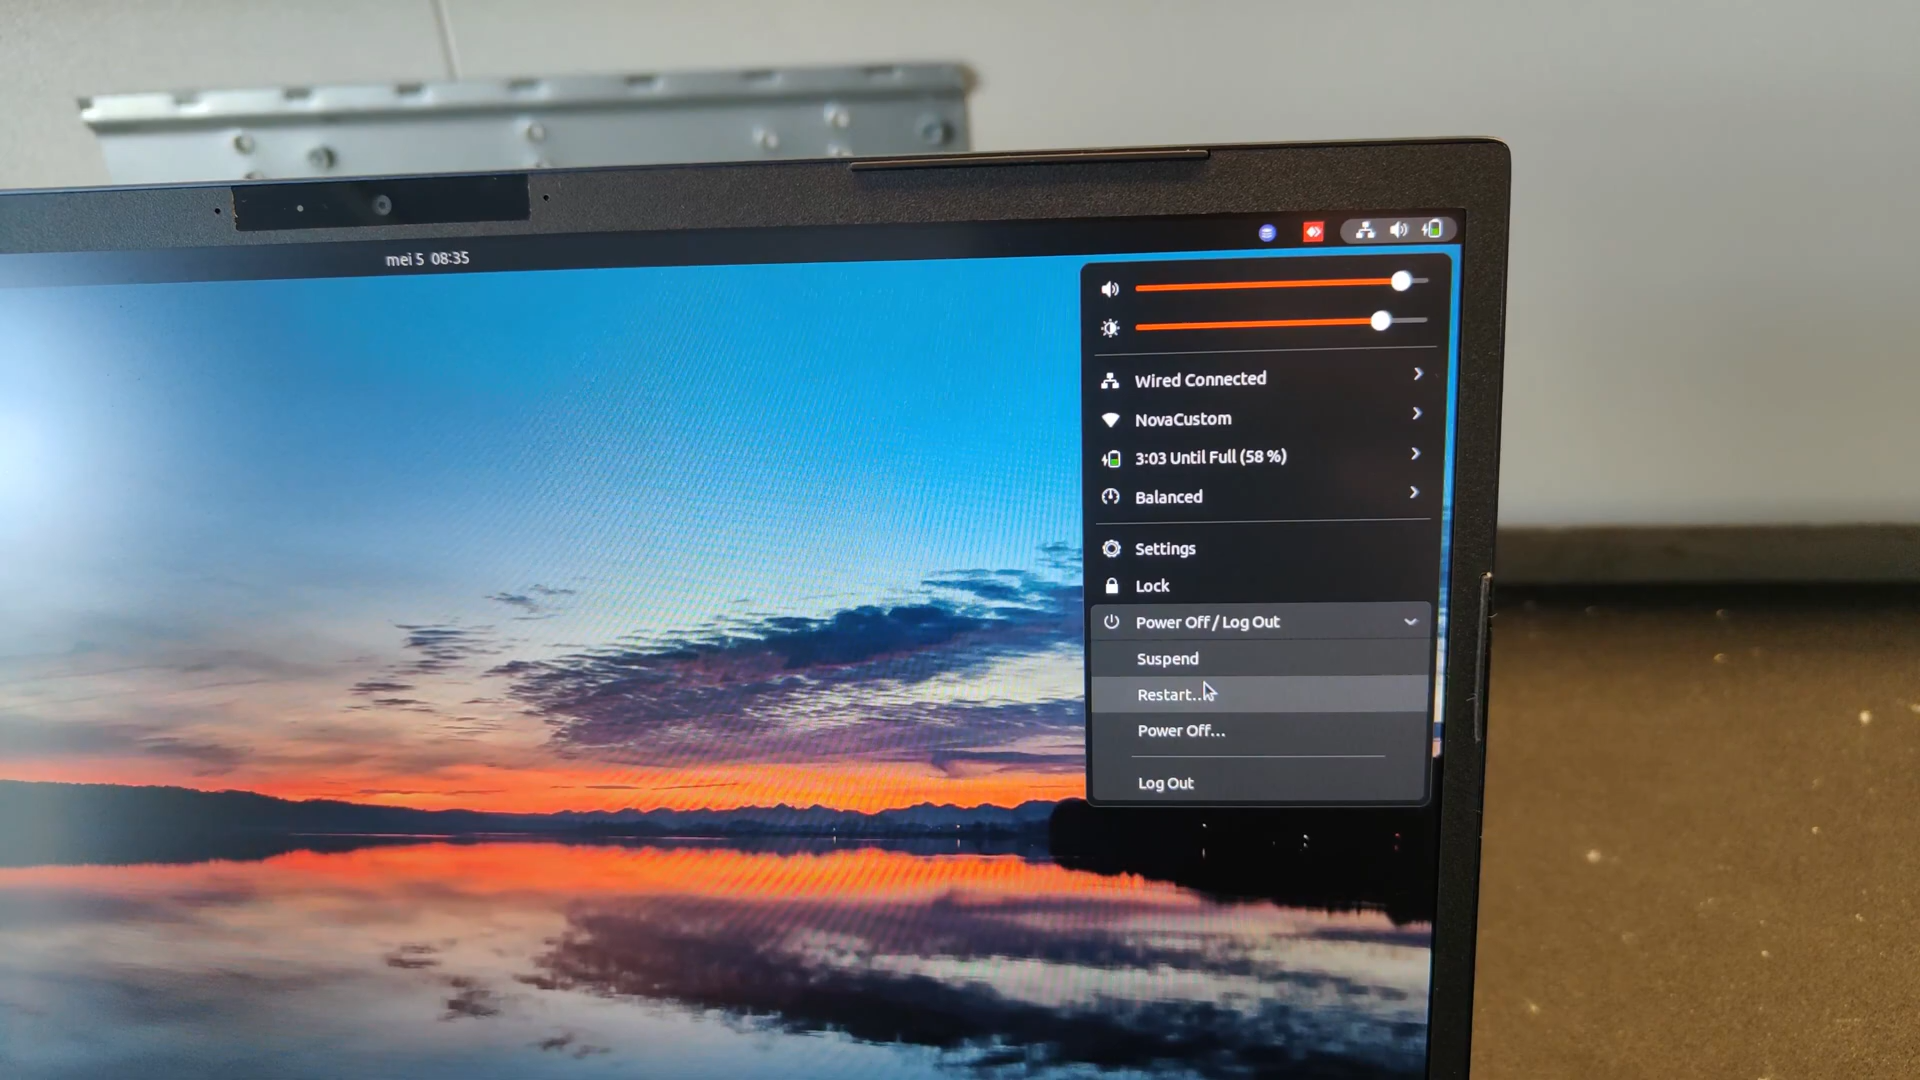 mei 5 08:35
Wired Connected
NovaCustom
3:03 Until Full (58 %)
Balanced
Settings
Lock
Power Off / Log Out
Suspend
Restart...
Power Off...
Log Out